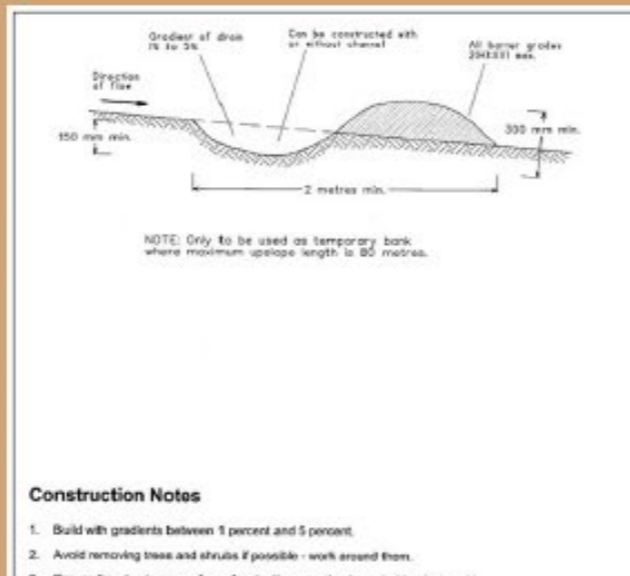 Gradient of drain
1% to 5%
Can be constructed with
or without channel
All barrier grades
max.
Direction
of flow
150 mm min.
300 mm min.
2 metres min.
NOTE: Only to be used as temporary bank
where maximum upslope length is 80 metres.
Construction Notes
1. Build with gradients between 1 percent and 5 percent.
2. Avoid removing trees and shrubs if possible - work around them.